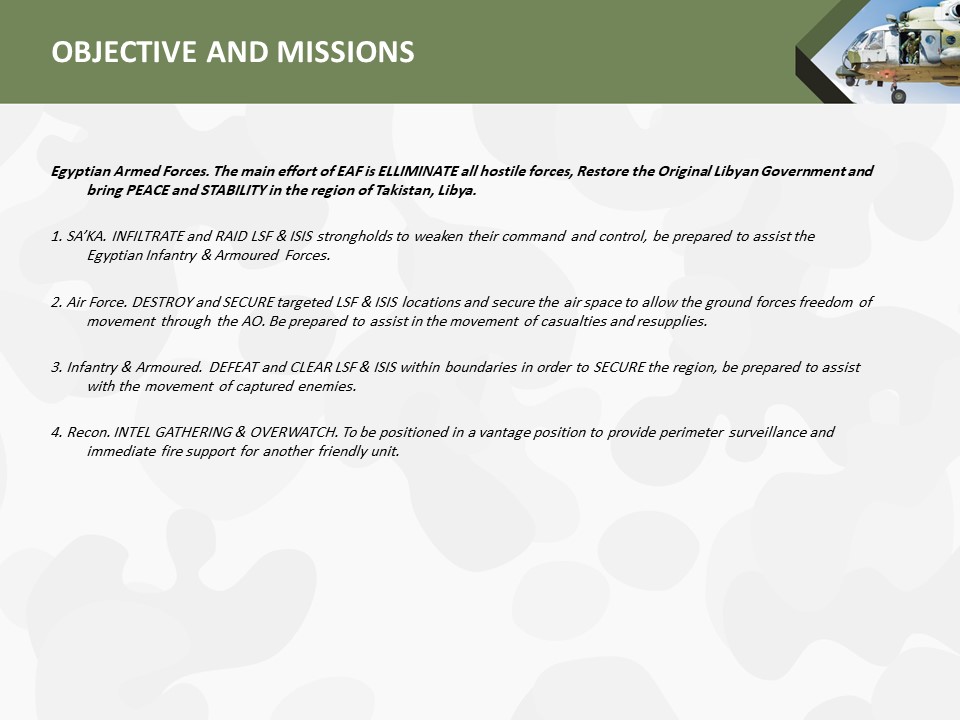 OBJECTIVE AND MISSIONS
Egyptian Armed Forces. The main effort of EAF is ELLIMINATE all hostile forces, Restore the Original Libyan Government and
bring PEACE and STABILITY in the region of Takistan, Libya.
1. SA’KA. INFILTRATE and RAID LSF & ISIS strongholds to weaken their command and control, be prepared to assist the
Egyptian Infantry & Armoured Forces.
2. Air Force. DESTROY and SECURE targeted LSF & ISIS locations and secure the air space to allow the ground forces freedom of
movement through the AO. Be prepared to assist in the movement of casualties and resupplies.
3. Infantry & Armoured. DEFEAT and CLEAR LSF & ISIS within boundaries in order to SECURE the region, be prepared to assist
with the movement of captured enemies.
4. Recon. INTEL GATHERING & OVERWATCH. To be positioned in a vantage position to provide perimeter surveillance and
immediate fire support for another friendly unit.